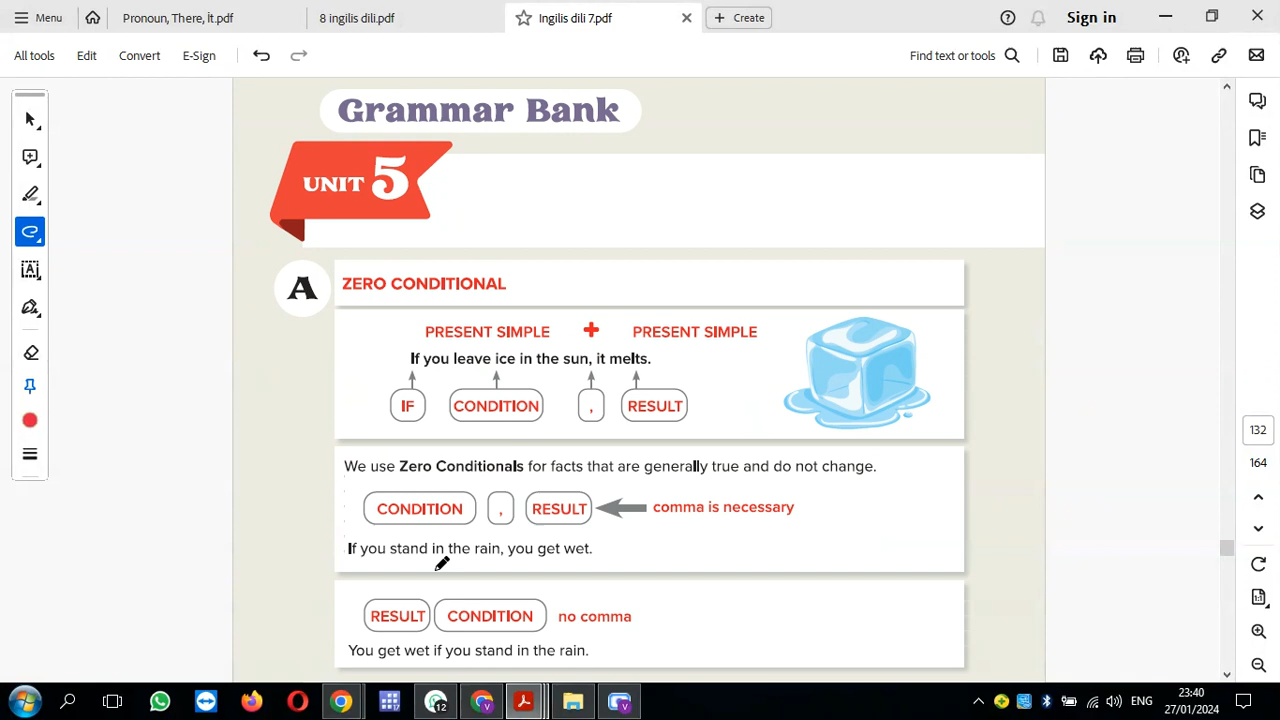 Menu
Pronoun, There, İt.pdf
8 ingilis dili.pdf
Ingilis dili 7.pdf
Create
Sign in
All tools
Edit
Convert
E-Sign
Find text or tools
Grammar Bank
UNIT 5
A
ZERO CONDITIONAL
PRESENT SIMPLE + PRESENT SIMPLE
If you leave ice in the sun, it melts.
IF CONDITION , RESULT
We use Zero Conditionals for facts that are generally true and do not change.
CONDITION , RESULT comma is necessary
If you stand in the rain, you get wet.
RESULT CONDITION no comma
You get wet if you stand in the rain.
132
164
12
ENG
23:40
27/01/2024